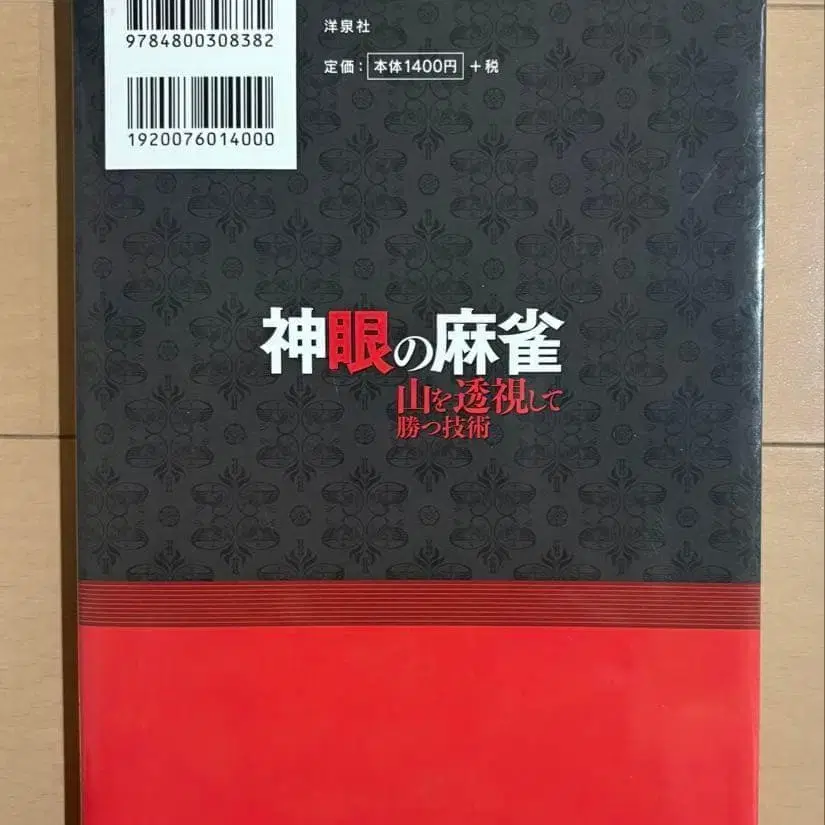 9784800308382
洋泉社
定価：本体1400円＋税
1920076014000
神眼の麻雀
山を透視して
勝つ技術